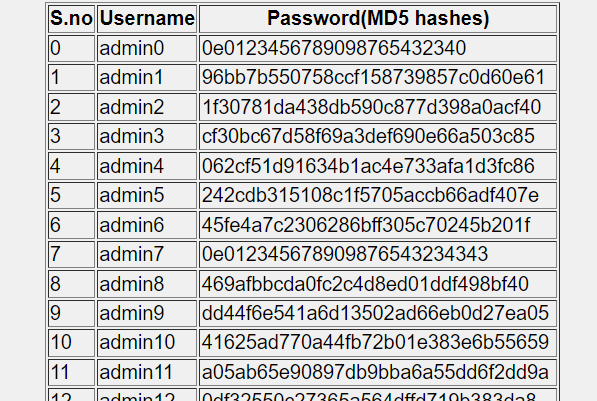 S.no Username Password(MD5 hashes)
0 admin0 0e0123456789098765432340
1 admin1 96bb7b550758ccf158739857c0d60e61
2 admin2 1f30781da438db590c877d398a0acf40
3 admin3 cf30bc67d58f69a3def690e66a503c85
4 admin4 062cf51d91634b1ac4e733afa1d3fc86
5 admin5 242cdb315108c1f5705accb66adf407e
6 admin6 45fe4a7c2306286bff305c70245b201f
7 admin7 0e012345678909876543234343
8 admin8 469afbbcda0fc2c4d8ed01ddf498bf40
9 admin9 dd44f6e541a6d13502ad66eb0d27ea05
10 admin10 41625ad770a44fb72b01e383e6b55659
11 admin11 a05ab65e90897db9bba6a55dd6f2dd9a
12 admin12 0df32550e27365a564dffd719b383da8